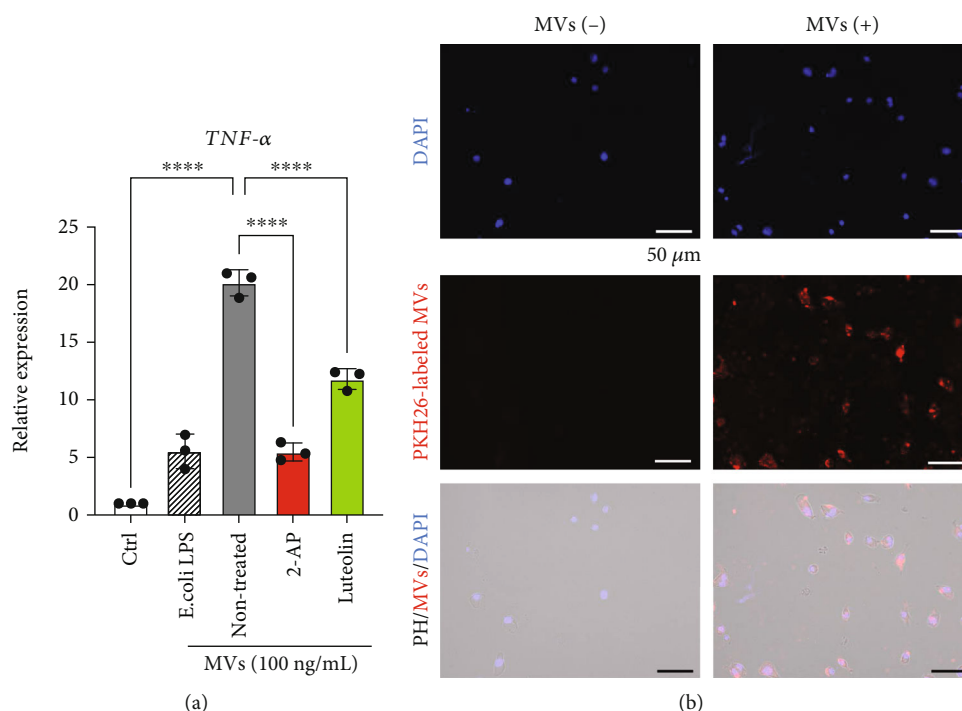 TNF-α
****
****
****
Relative expression
25
20
15
10
5
0
Ctrl
E.coli LPS
Non-treated
2-AP
Luteolin
MVs (100 ng/mL)
(a)
MVs (–)
MVs (+)
DAPI
50 μm
PKH26-labeled MVs
PH/MVs/DAPI
(b)